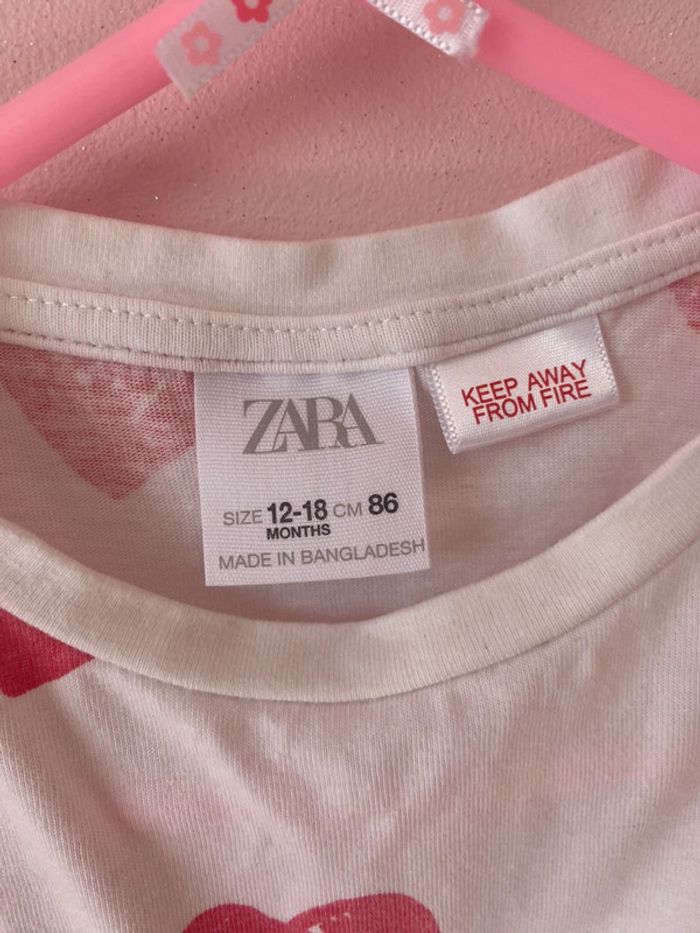 ZARA
KEEP AWAY
FROM FIRE
SIZE 12-18 CM 86
MONTHS
MADE IN BANGLADESH